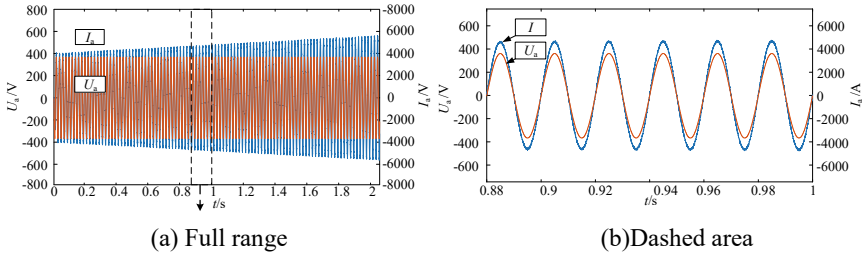 800
600
400
200
0
-200
-400
-600
-800
U_a/V
I_a
U_a
8000
6000
4000
2000
0
-2000
-4000
-6000
-8000
I_a/V
0 0.2 0.4 0.6 0.8 1 1.2 1.4 1.6 1.8 2
t/s
(a) Full range
600
400
200
0
-200
-400
-600
U_a/V
I
U_a
6000
4000
2000
0
-2000
-4000
-6000
I_a/A
0.88 0.9 0.92 0.94 0.96 0.98 1
t/s
(b)Dashed area